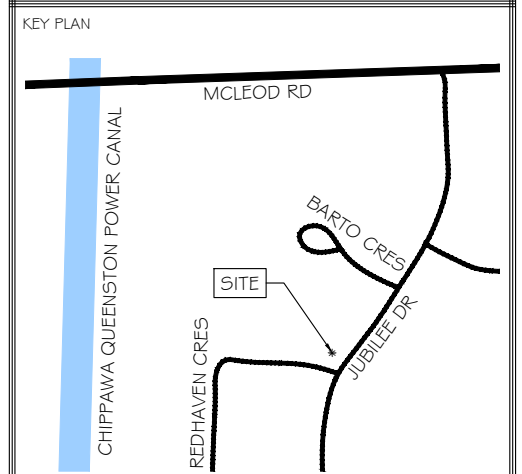 KEY PLAN
MCLEOD RD
CHIPPAWA QUEENSTON POWER CANAL
BARTO CRES
SITE
JUBILEE DR
REDHAVEN CRES